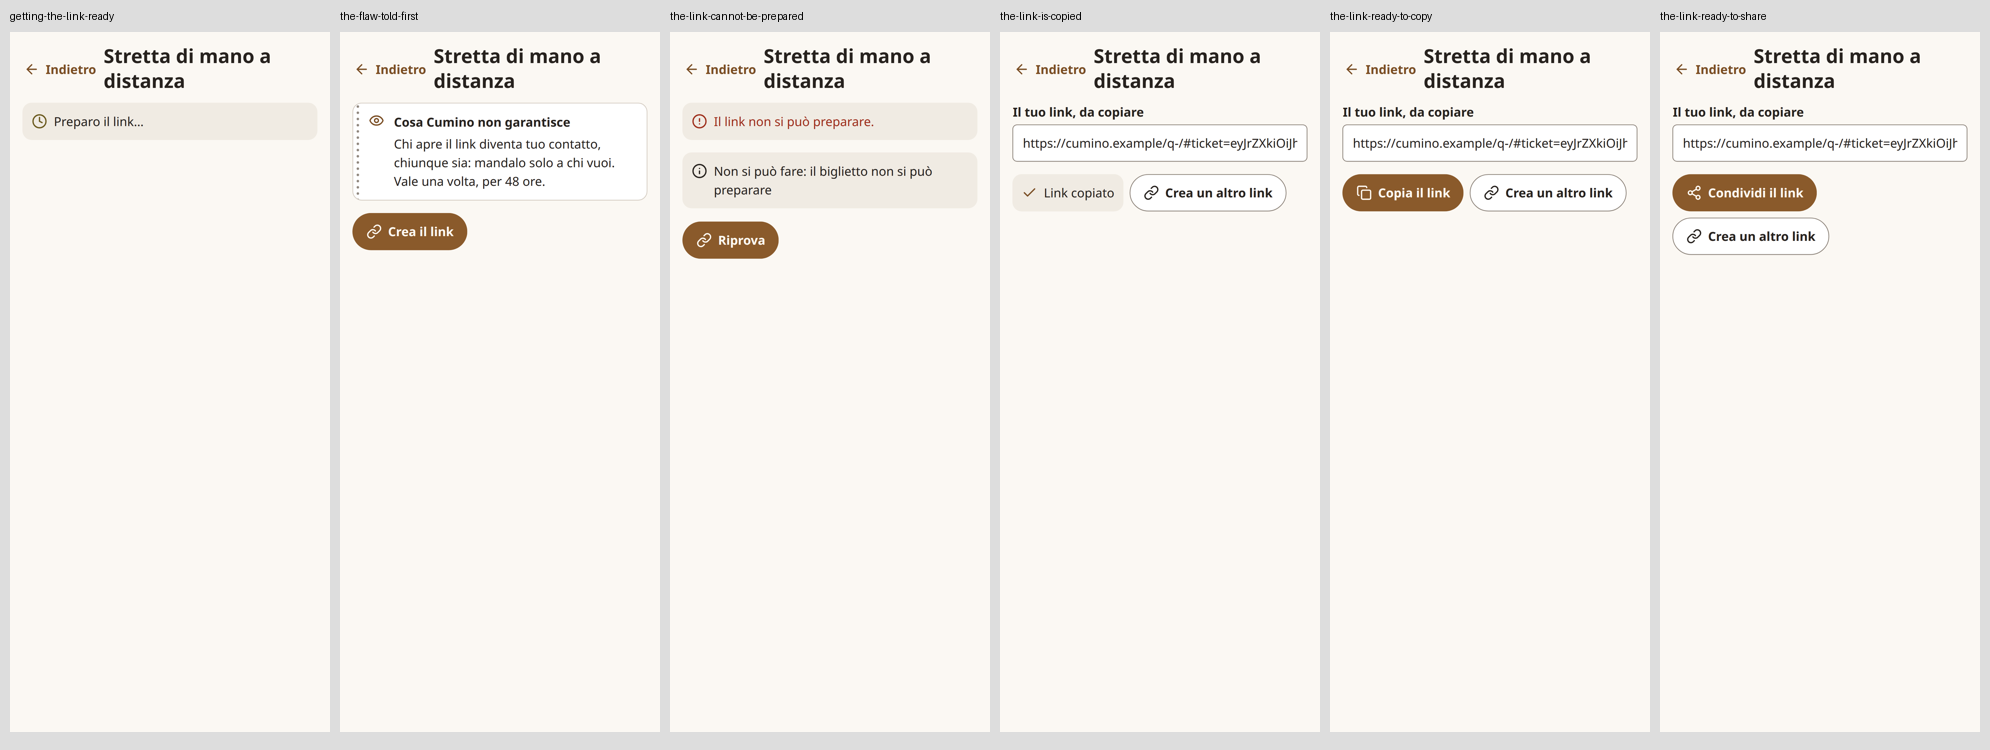 getting-the-link-ready
Indietro
Stretta di mano a
distanza
Preparo il link...
the-flaw-told-first
Indietro
Stretta di mano a
distanza
Cosa Cumino non garantisce
Chi apre il link diventa tuo contatto,
chiunque sia: mandalo solo a chi vuoi.
Vale una volta, per 48 ore.
Crea il link
the-link-cannot-be-prepared
Indietro
Stretta di mano a
distanza
Il link non si può preparare.
Non si può fare: il biglietto non si può
preparare
Riprova
the-link-is-copied
Indietro
Stretta di mano a
distanza
Il tuo link, da copiare
https://cumino.example/q-/#ticket=eyJrZXkiOiJh
Link copiato
Crea un altro link
the-link-ready-to-copy
Indietro
Stretta di mano a
distanza
Il tuo link, da copiare
https://cumino.example/q-/#ticket=eyJrZXkiOiJh
Copia il link
Crea un altro link
the-link-ready-to-share
Indietro
Stretta di mano a
distanza
Il tuo link, da copiare
https://cumino.example/q-/#ticket=eyJrZXkiOiJh
Condividi il link
Crea un altro link